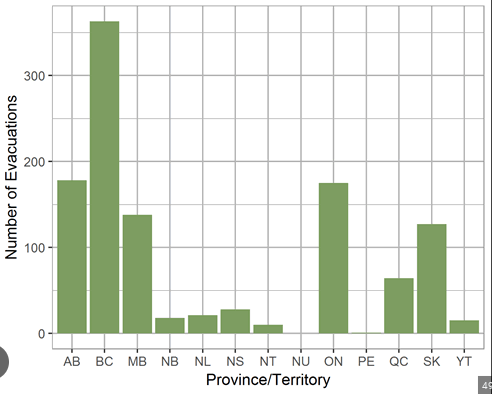 Number of Evacuations
300
200
100
0
AB BC MB NB NL NS NT NU ON PE QC SK YT
Province/Territory
49